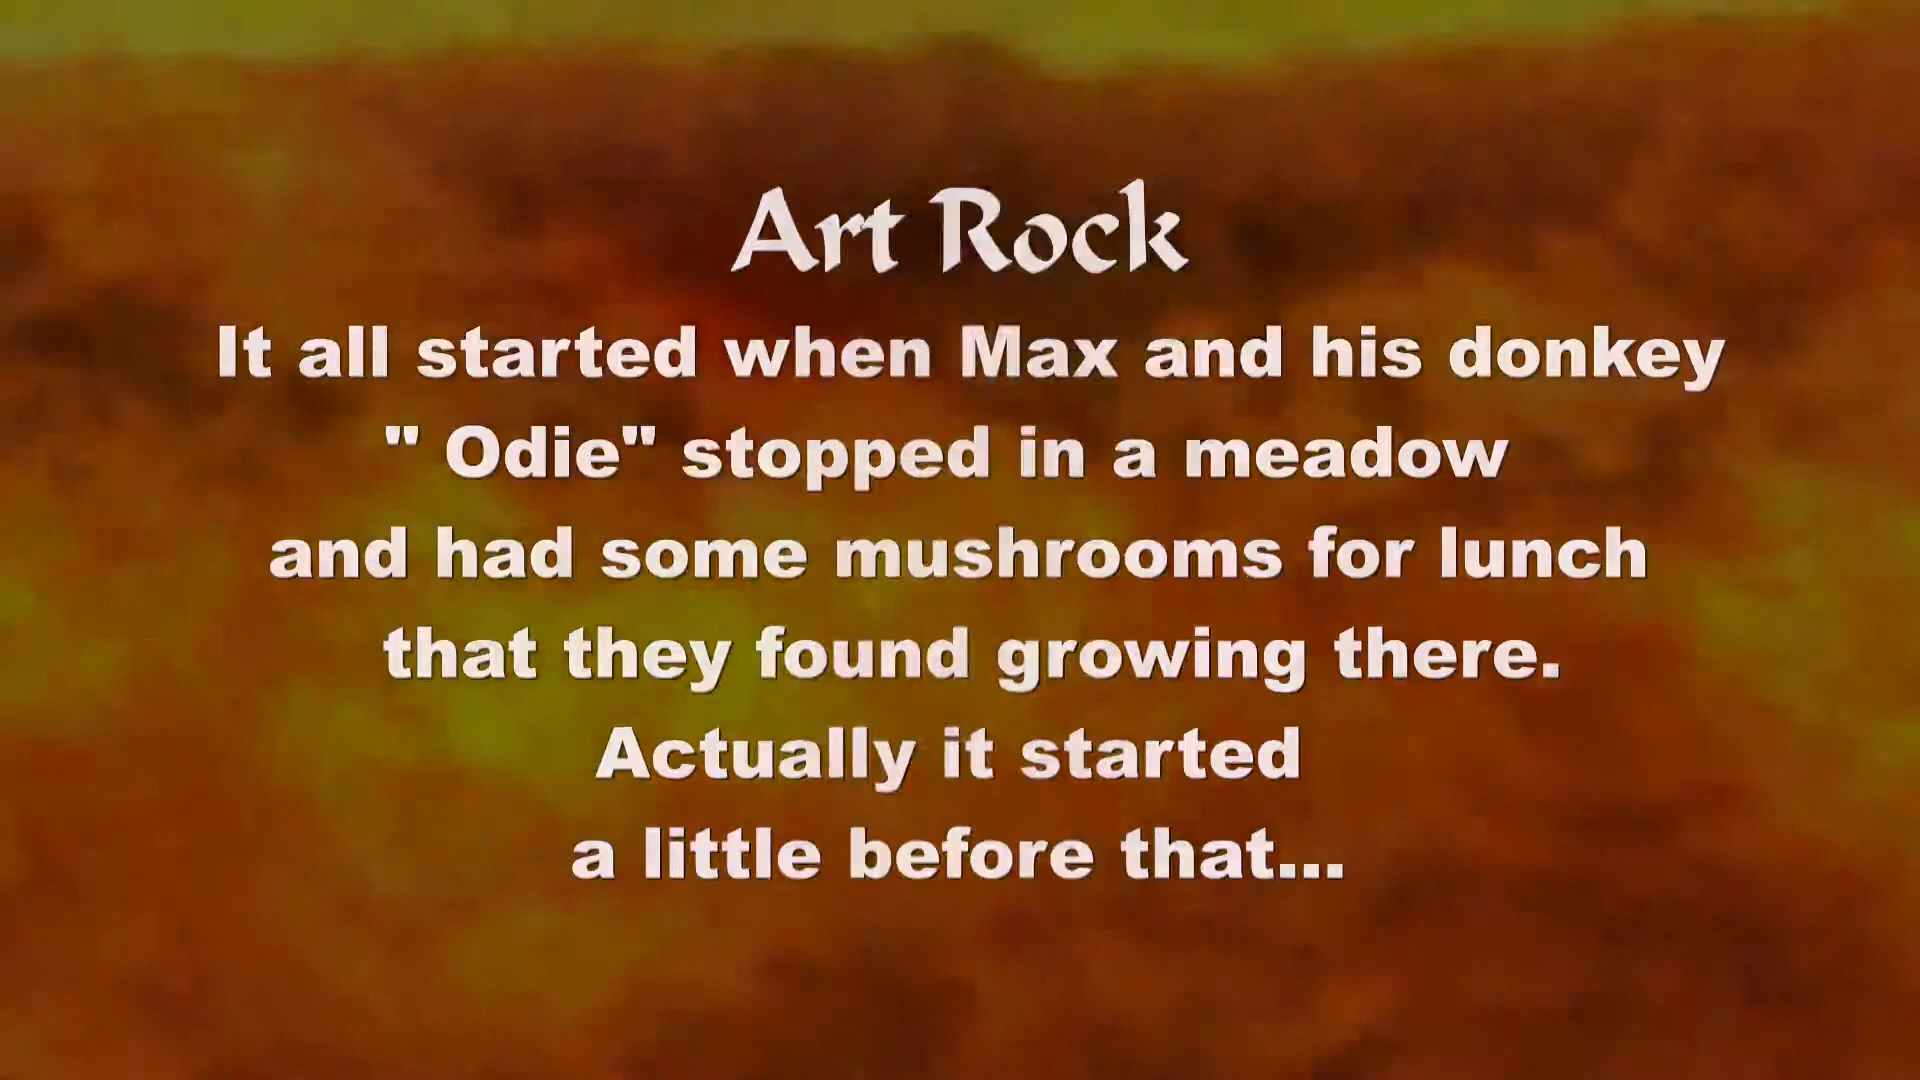 Art Rock
It all started when Max and his donkey
" Odie" stopped in a meadow
and had some mushrooms for lunch
that they found growing there.
Actually it started
a little before that...